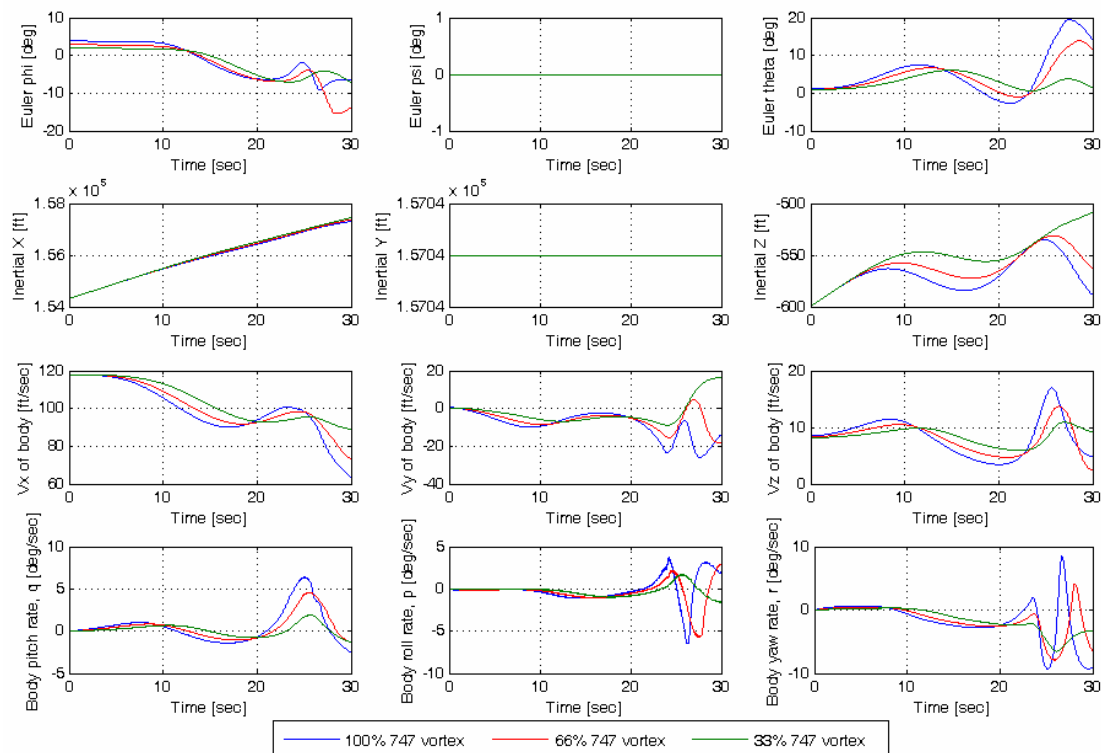 Euler phi [deg]
10
0
-10
-20
0 10 20 30
Time [sec]
Euler psi [deg]
1
0
-1
0 10 20 30
Time [sec]
Euler theta [deg]
20
10
0
10
0 10 20 30
Time [sec]
Inertial X [ft]
x 10^5
1.58
1.56
1.54
0 10 20 30
Time [sec]
Inertial Y [ft]
x 10^5
1.5704
1.5704
1.5704
0 10 20 30
Time [sec]
Inertial Z [ft]
-500
-550
-600
0 10 20 30
Time [sec]
Vx of body [ft/sec]
120
100
80
60
0 10 20 30
Time [sec]
Vy of body [ft/sec]
20
0
-20
-40
0 10 20 30
Time [sec]
Vz of body [ft/sec]
20
10
0
0 10 20 30
Time [sec]
Body pitch rate, q [deg/sec]
10
5
0
-5
0 10 20 30
Time [sec]
Body roll rate, p [deg/sec]
5
0
-5
-10
0 10 20 30
Time [sec]
Body yaw rate, r [deg/sec]
10
0
-10
0 10 20 30
Time [sec]
100% 747 vortex 66% 747 vortex 33% 747 vortex